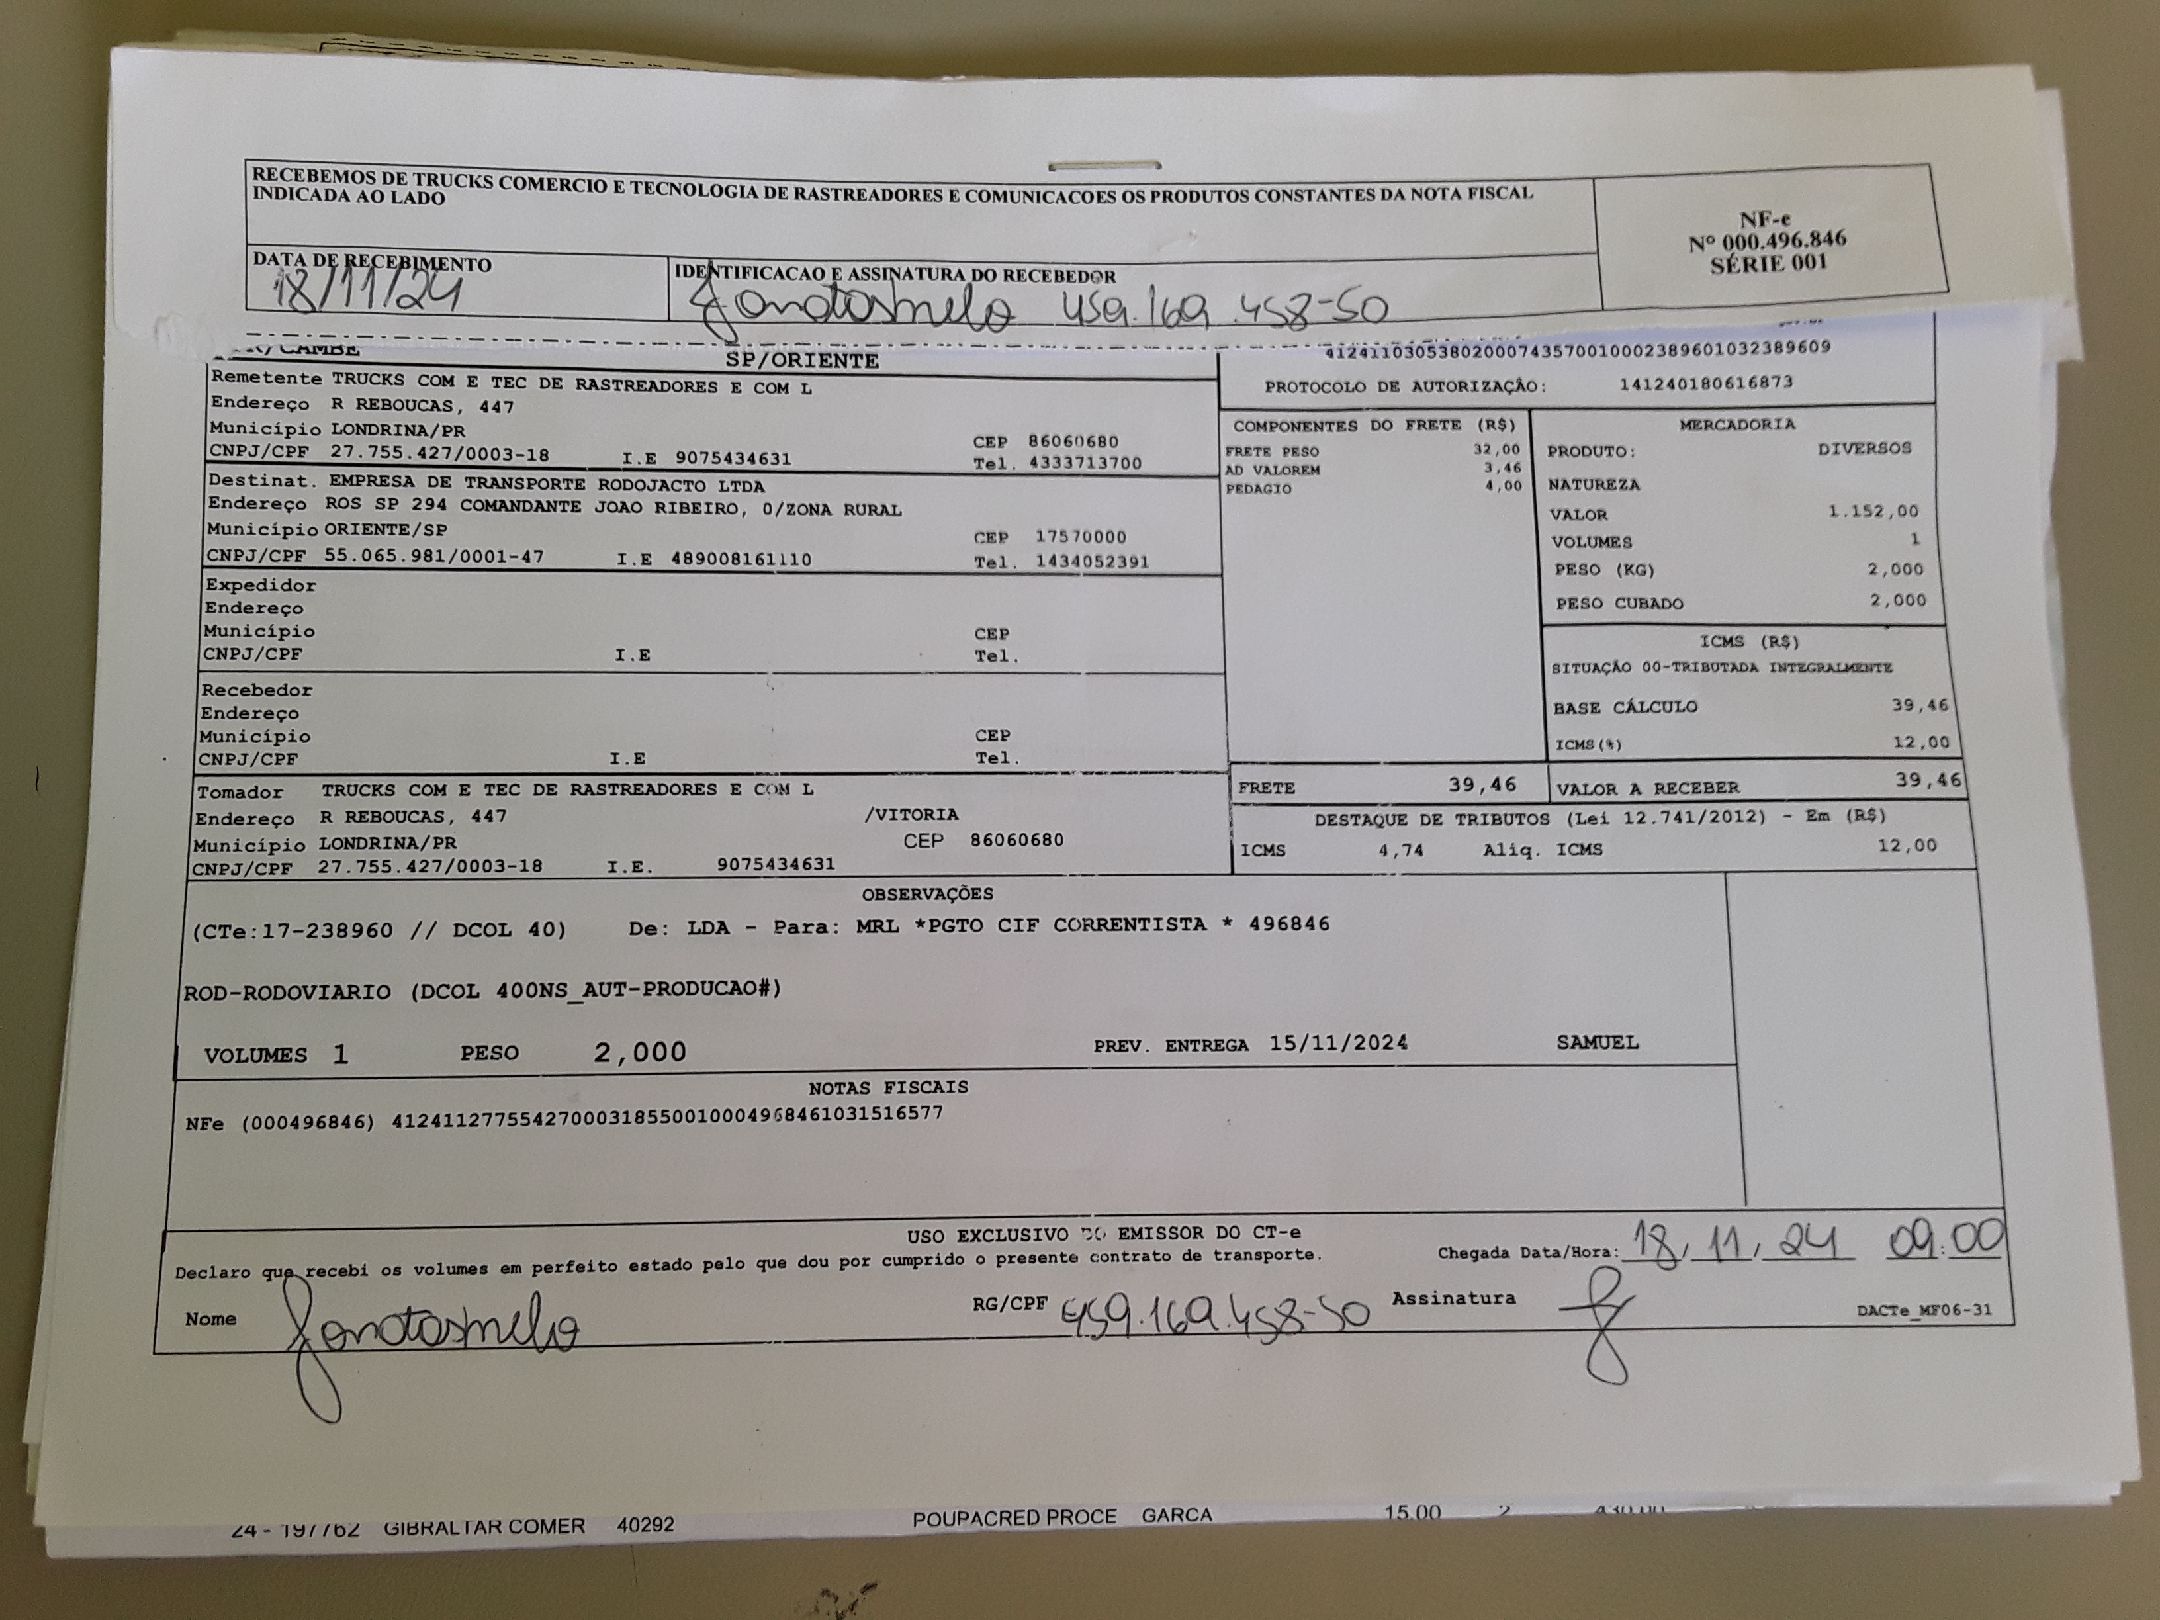 RECEBEMOS DE TRUCKS COMERCIO E TECNOLOGIA DE RASTREADORES E COMUNICACOES OS PRODUTOS CONSTANTES DA NOTA FISCAL
INDICADA AO LADO
NF-e
Nº 000.496.846
SÉRIE 001
DATA DE RECEBIMENTO
18/11/24
IDENTIFICACAO E ASSINATURA DO RECEBEDOR
Jonatas Melo 459.169.458-50
SP/ORIENTE
41241103053802000743570010002389601032389609
PROTOCOLO DE AUTORIZAÇÃO: 141240180616873
Remetente TRUCKS COM E TEC DE RASTREADORES E COM L
Endereço R REBOUCAS, 447
Município LONDRINA/PR CEP 86060680
CNPJ/CPF 27.755.427/0003-18 I.E 9075434631 Tel. 4333713700
Destinat. EMPRESA DE TRANSPORTE RODOJACTO LTDA
Endereço ROS SP 294 COMANDANTE JOAO RIBEIRO, 0/ZONA RURAL
Município ORIENTE/SP CEP 17570000
CNPJ/CPF 55.065.981/0001-47 I.E 489008161110 Tel. 1434052391
Expedidor
Endereço
Município CEP
CNPJ/CPF I.E Tel.
Recebedor
Endereço
Município CEP
CNPJ/CPF I.E Tel.
Tomador TRUCKS COM E TEC DE RASTREADORES E COM L
Endereço R REBOUCAS, 447 /VITORIA
Município LONDRINA/PR CEP 86060680
CNPJ/CPF 27.755.427/0003-18 I.E. 9075434631
COMPONENTES DO FRETE (R$)
FRETE PESO 32,00
AD VALOREM 3,46
PEDAGIO 4,00
MERCADORIA
PRODUTO: DIVERSOS
NATUREZA
VALOR 1.152,00
VOLUMES 1
PESO (KG) 2,000
PESO CUBADO 2,000
ICMS (R$)
SITUAÇÃO 00-TRIBUTADA INTEGRALMENTE
BASE CÁLCULO 39,46
ICMS(%) 12,00
FRETE 39,46 VALOR A RECEBER 39,46
DESTAQUE DE TRIBUTOS (Lei 12.741/2012) - Em (R$)
ICMS 4,74 Aliq. ICMS 12,00
OBSERVAÇÕES
(CTe:17-238960 // DCOL 40) De: LDA - Para: MRL *PGTO CIF CORRENTISTA * 496846
ROD-RODOVIARIO (DCOL 400NS_AUT-PRODUCAO#)
VOLUMES 1 PESO 2,000 PREV. ENTREGA 15/11/2024 SAMUEL
NOTAS FISCAIS
NFe (000496846) 41241127755427000318550010004968461031516577
USO EXCLUSIVO DO EMISSOR DO CT-e
Declaro que recebi os volumes em perfeito estado pelo que dou por cumprido o presente contrato de transporte.
Chegada Data/Hora: 18/11/24 09:00
Nome Jonatas Melo RG/CPF 459.169.458-50 Assinatura
DACTe_MF06-31
24 - 197762 GIBRALTAR COMER 40292 POUPACRED PROCE GARCA 15.00 2